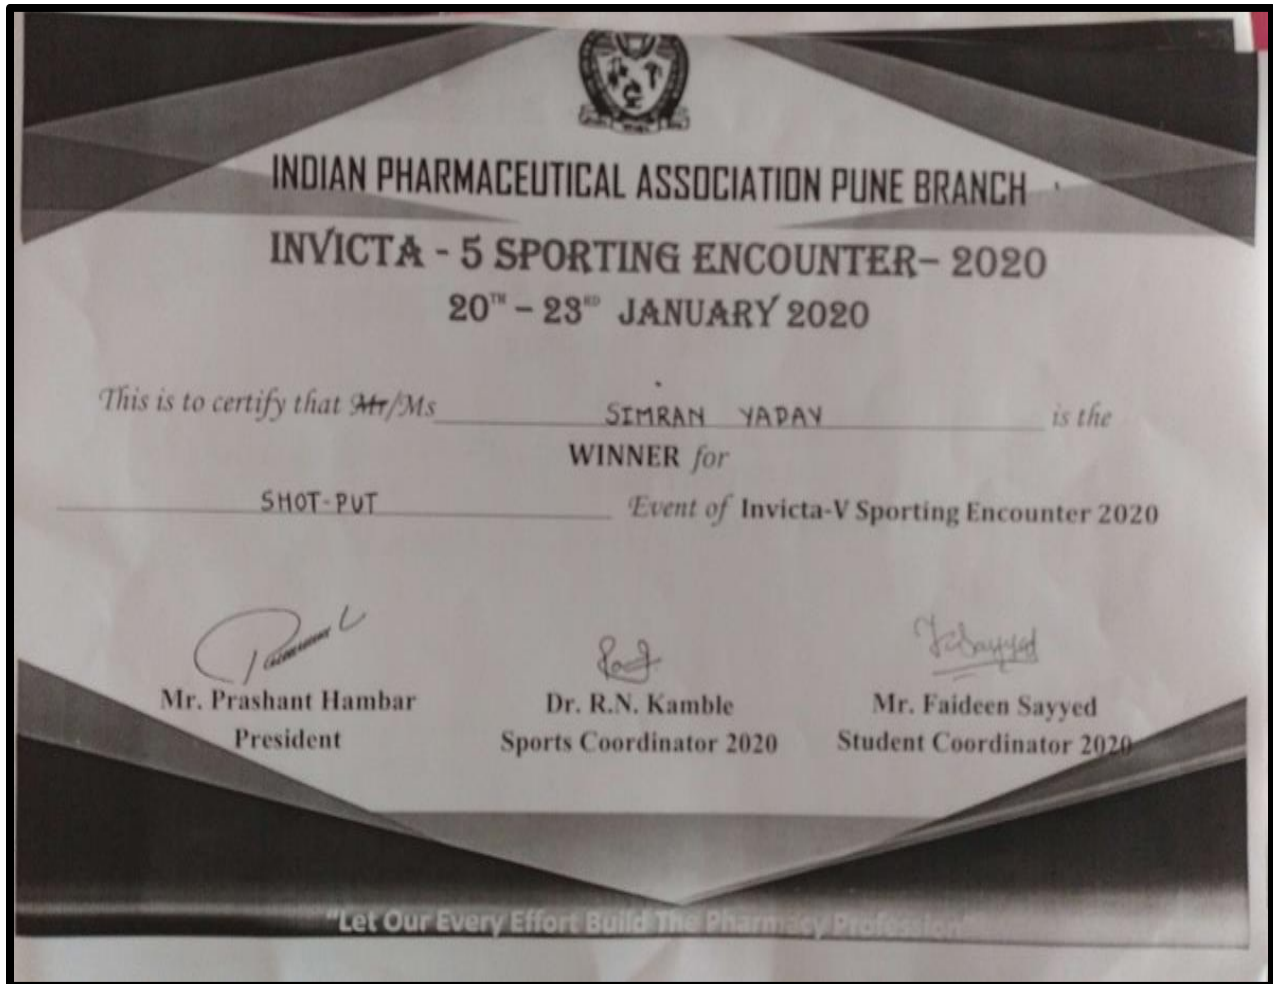 INDIAN PHARMACEUTICAL ASSOCIATION PUNE BRANCH
INVICTA - 5 SPORTING ENCOUNTER– 2020
20TH – 23RD JANUARY 2020
This is to certify that Mr/Ms SIMRAN YADAV is the
WINNER for
SHOT-PUT Event of Invicta-V Sporting Encounter 2020
Mr. Prashant Hambar
President
Dr. R.N. Kamble
Sports Coordinator 2020
Mr. Faideen Sayyed
Student Coordinator 2020
"Let Our Every Effort Build The Pharmacy Profession"